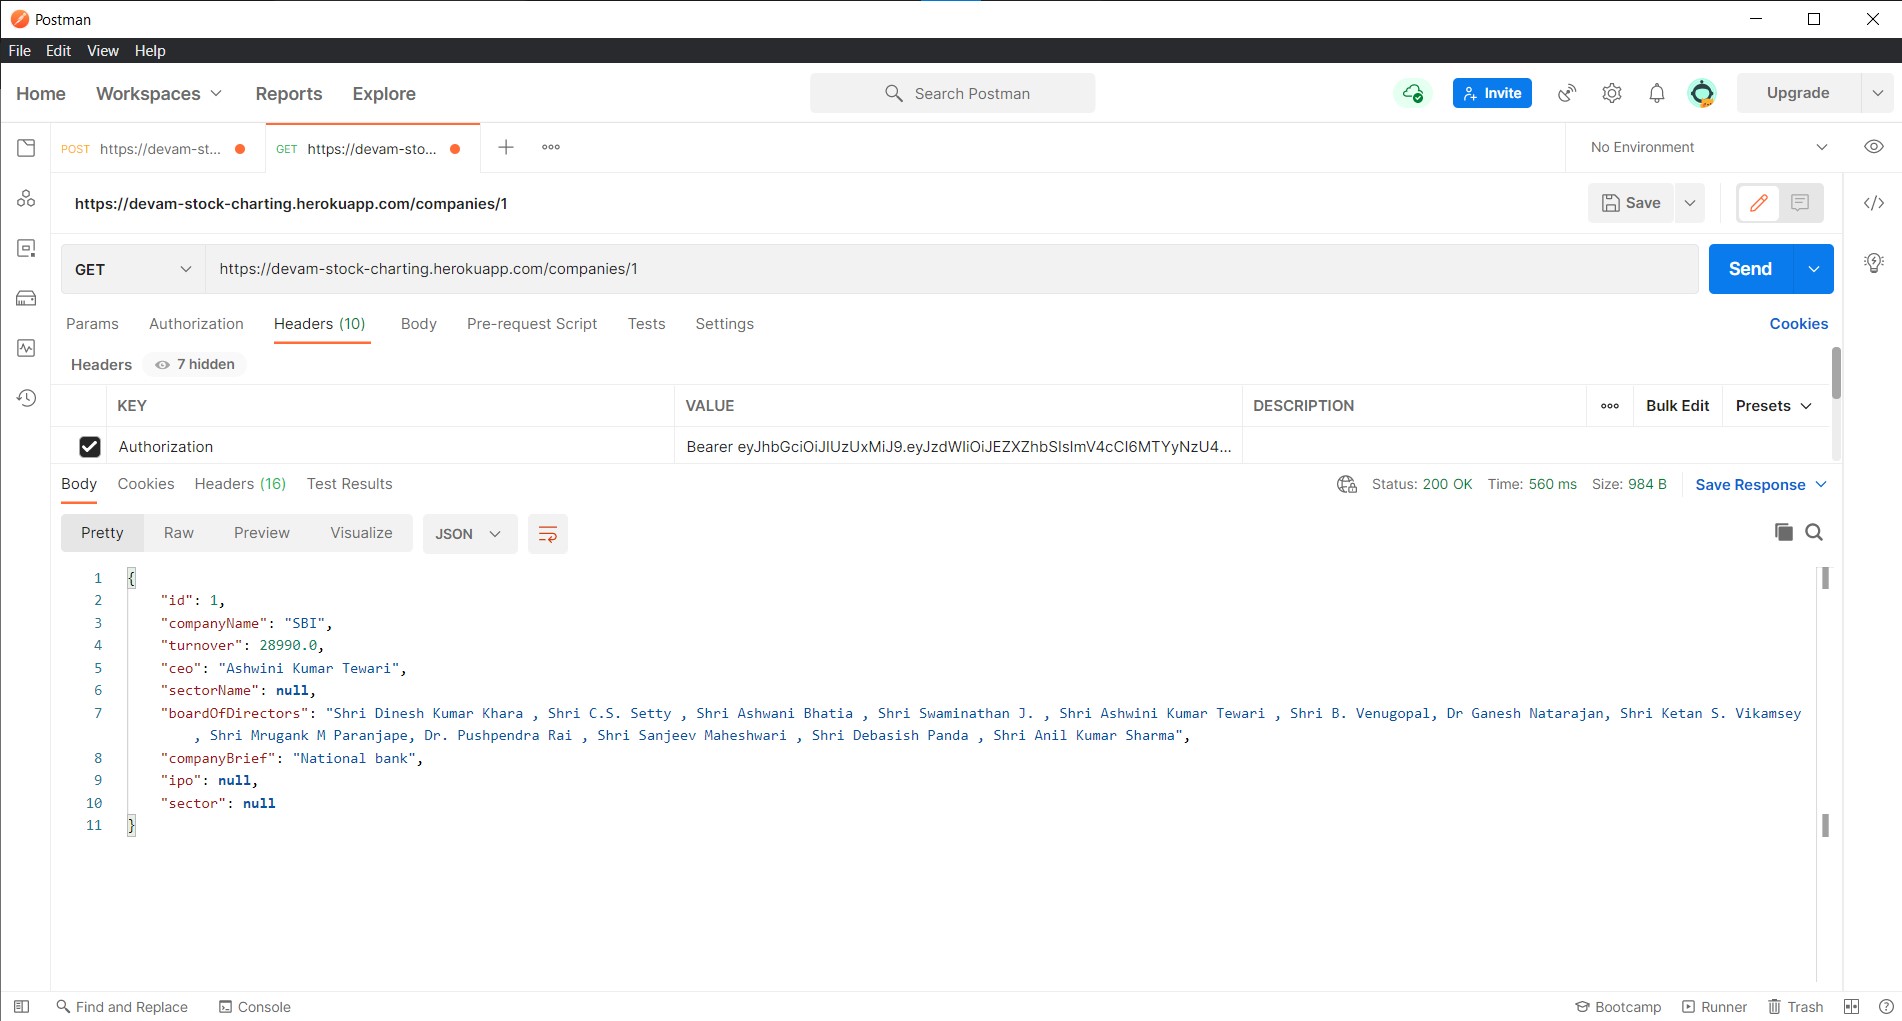 Postman
File Edit View Help
Home Workspaces Reports Explore Search Postman Invite Upgrade
POST https://devam-st... GET https://devam-sto... No Environment
https://devam-stock-charting.herokuapp.com/companies/1 Save
GET https://devam-stock-charting.herokuapp.com/companies/1 Send
Params Authorization Headers (10) Body Pre-request Script Tests Settings Cookies
Headers 7 hidden
KEY VALUE DESCRIPTION Bulk Edit Presets
Authorization Bearer eyJhbGciOiJIUzUxMiJ9.eyJzdWIiOiJEZXZhbSIsImV4cCI6MTYyNzU4...
Body Cookies Headers (16) Test Results Status: 200 OK Time: 560 ms Size: 984 B Save Response
Pretty Raw Preview Visualize JSON
1 {
2 "id": 1,
3 "companyName": "SBI",
4 "turnover": 28990.0,
5 "ceo": "Ashwini Kumar Tewari",
6 "sectorName": null,
7 "boardOfDirectors": "Shri Dinesh Kumar Khara , Shri C.S. Setty , Shri Ashwani Bhatia , Shri Swaminathan J. , Shri Ashwini Kumar Tewari , Shri B. Venugopal, Dr Ganesh Natarajan, Shri Ketan S. Vikamsey
, Shri Mrugank M Paranjape, Dr. Pushpendra Rai , Shri Sanjeev Maheshwari , Shri Debasish Panda , Shri Anil Kumar Sharma",
8 "companyBrief": "National bank",
9 "ipo": null,
10 "sector": null
11 }
Find and Replace Console Bootcamp Runner Trash